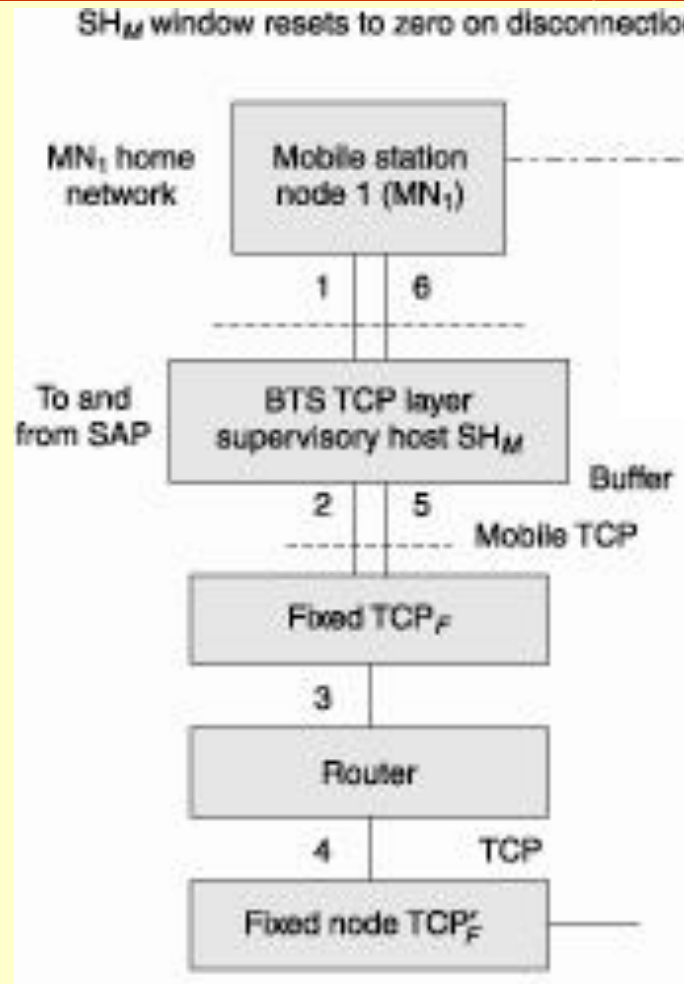 SH_M window resets to zero on disconnectio
MN₁ home
network
Mobile station
node 1 (MN₁)
1
6
To and
from SAP
BTS TCP layer
supervisory host SH_M
Buffer
2
5
Mobile TCP
Fixed TCP_F
3
Router
4
TCP
Fixed node TCP'_F